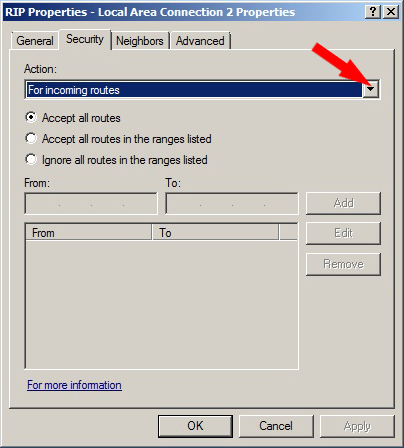 RIP Properties - Local Area Connection 2 Properties
General Security Neighbors Advanced
Action:
For incoming routes
Accept all routes
Accept all routes in the ranges listed
Ignore all routes in the ranges listed
From: To:
Add
From To
Edit
Remove
For more information
OK Cancel Apply